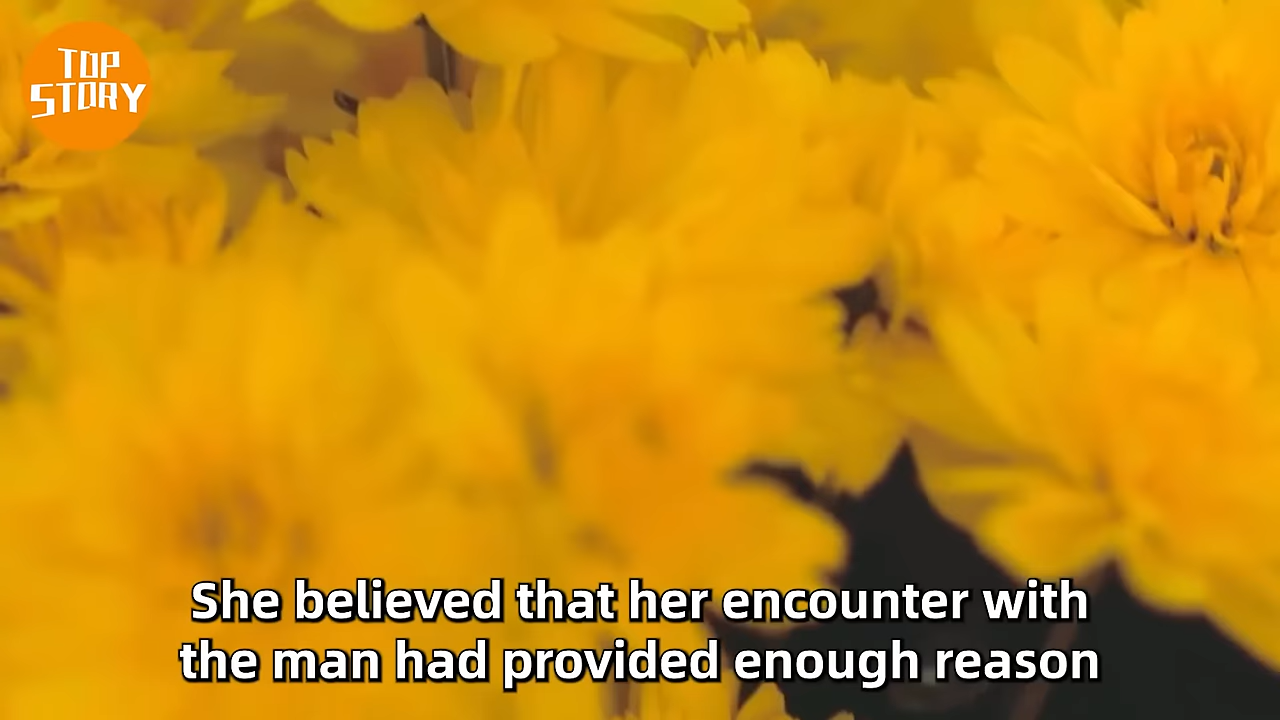 TOP
STORY
She believed that her encounter with
the man had provided enough reason